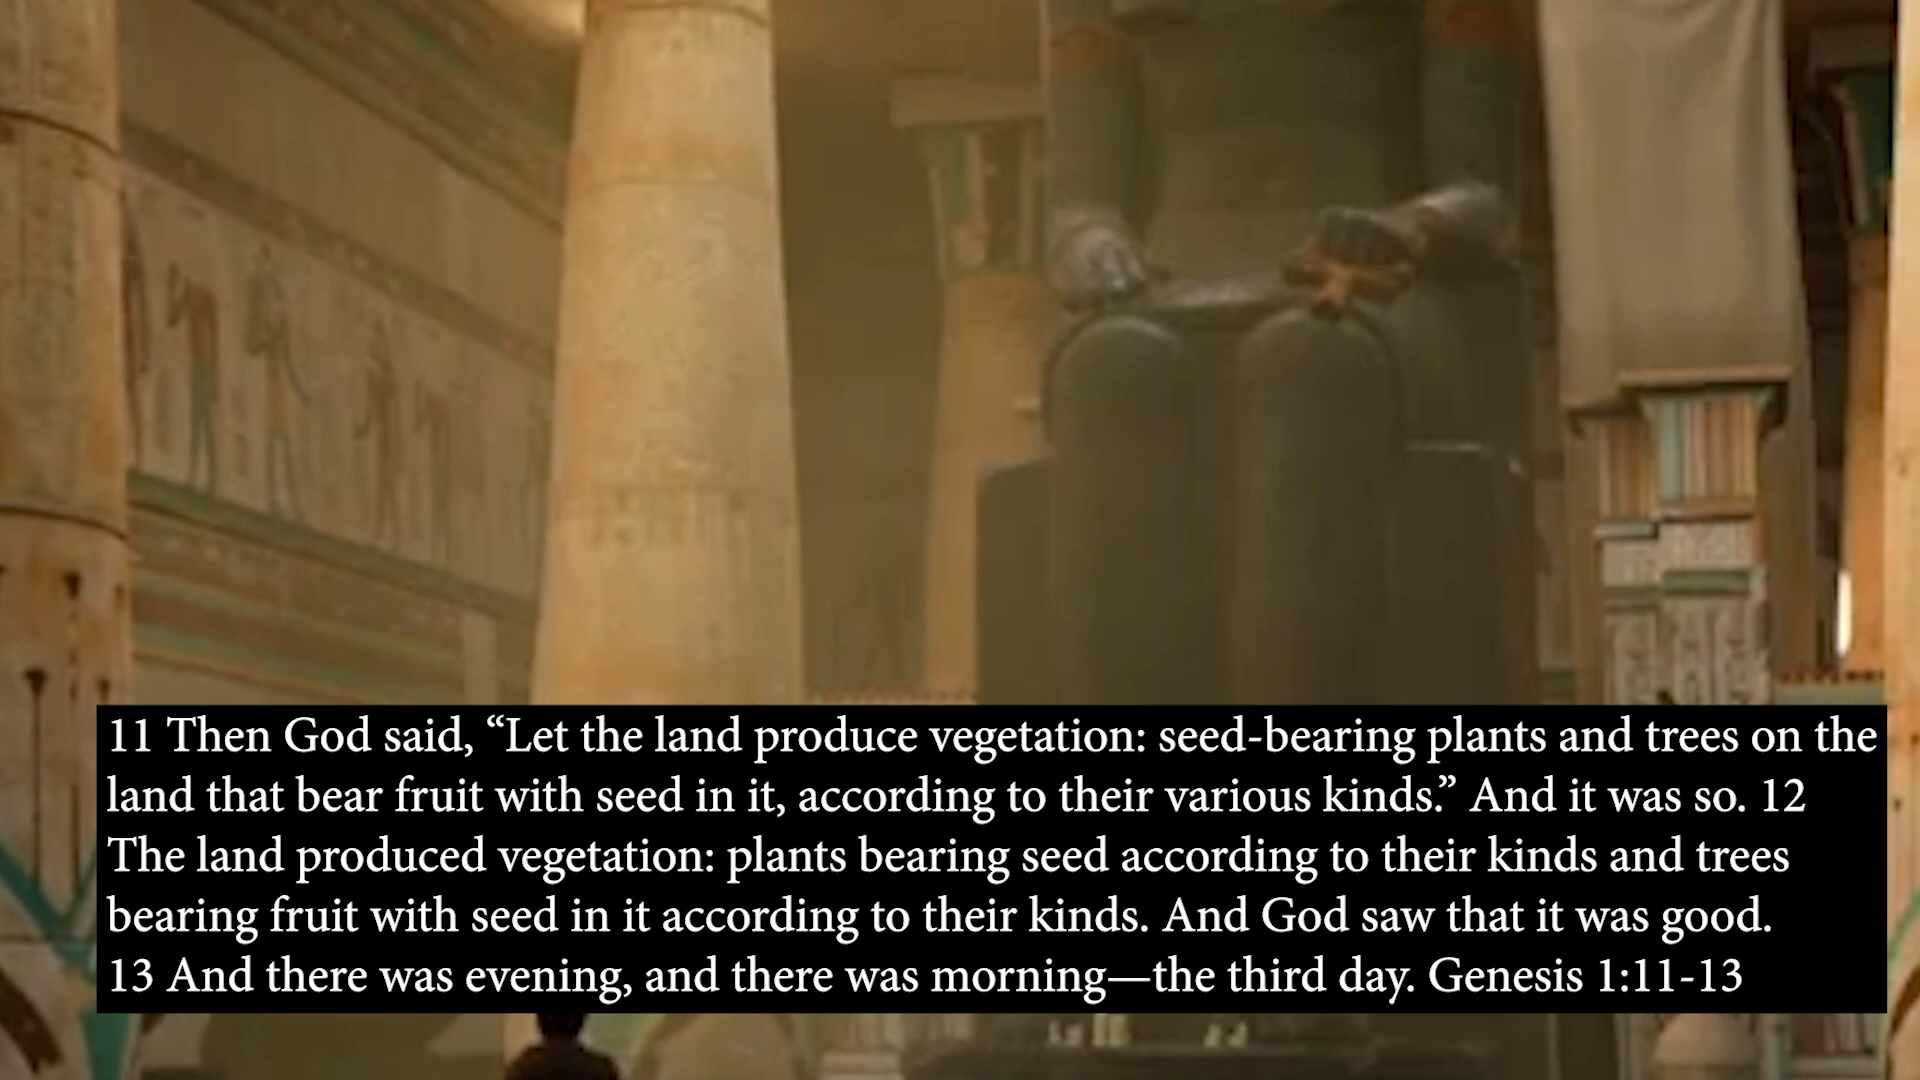 11 Then God said, “Let the land produce vegetation: seed-bearing plants and trees on the
land that bear fruit with seed in it, according to their various kinds.” And it was so. 12
The land produced vegetation: plants bearing seed according to their kinds and trees
bearing fruit with seed in it according to their kinds. And God saw that it was good.
13 And there was evening, and there was morning—the third day. Genesis 1:11-13